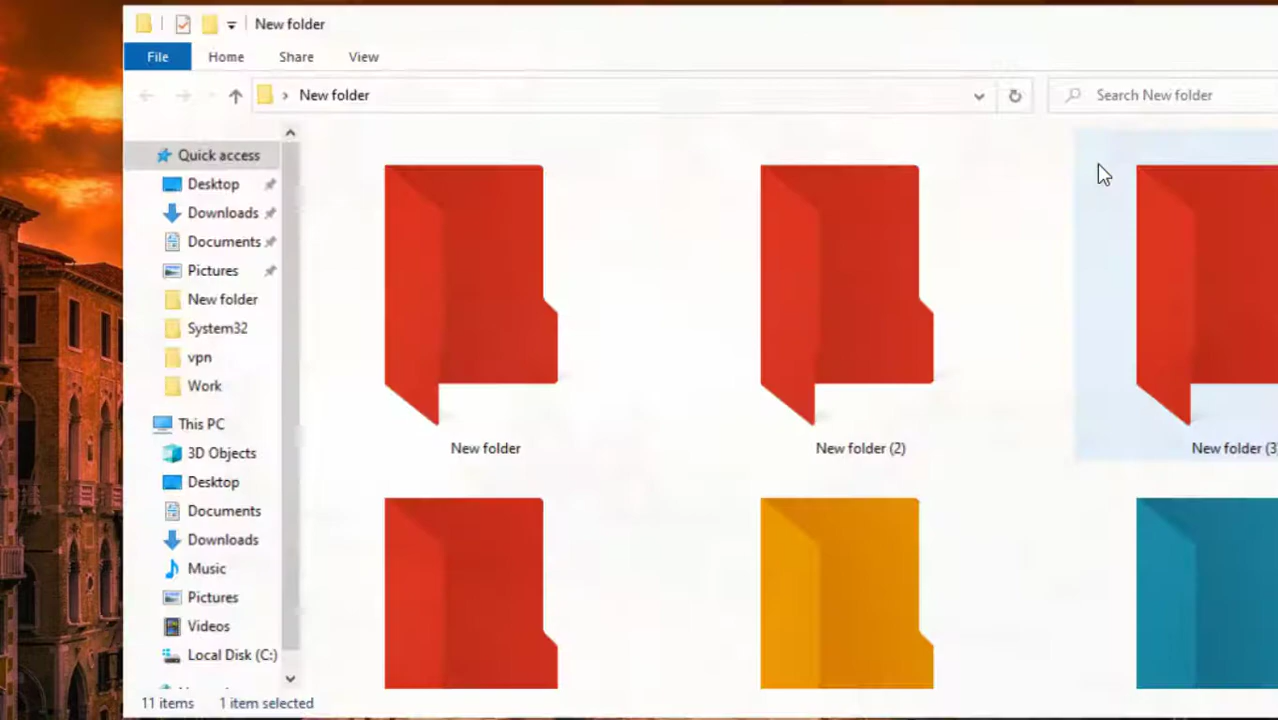 New folder
File Home Share View
New folder
Search New folder
Quick access
Desktop
Downloads
Documents
Pictures
New folder
System32
vpn
Work
This PC
3D Objects
Desktop
Documents
Downloads
Music
Pictures
Videos
Local Disk (C:)
New folder
New folder (2)
New folder (3
11 items 1 item selected